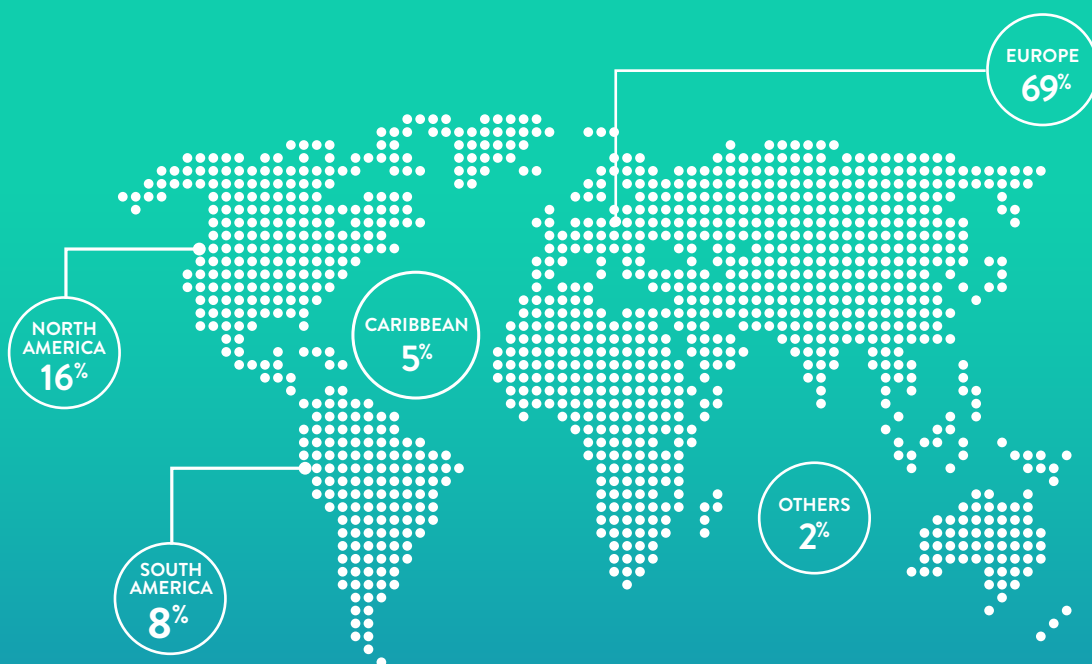 EUROPE
69%
NORTH
AMERICA
16%
CARIBBEAN
5%
OTHERS
2%
SOUTH
AMERICA
8%